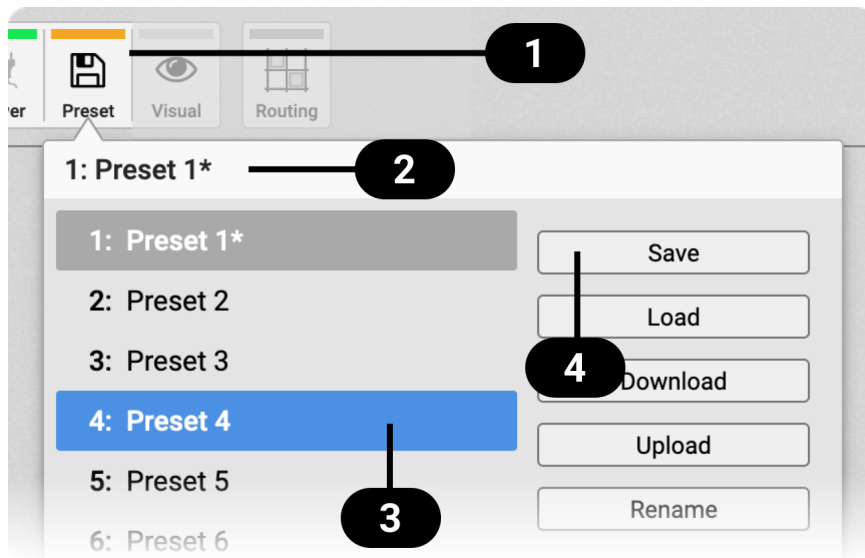 1
ver Preset Visual Routing
1: Preset 1*
2
1: Preset 1*
Save
2: Preset 2
Load
3: Preset 3
4
Download
4: Preset 4
Upload
5: Preset 5
3
Rename
6: Preset 6